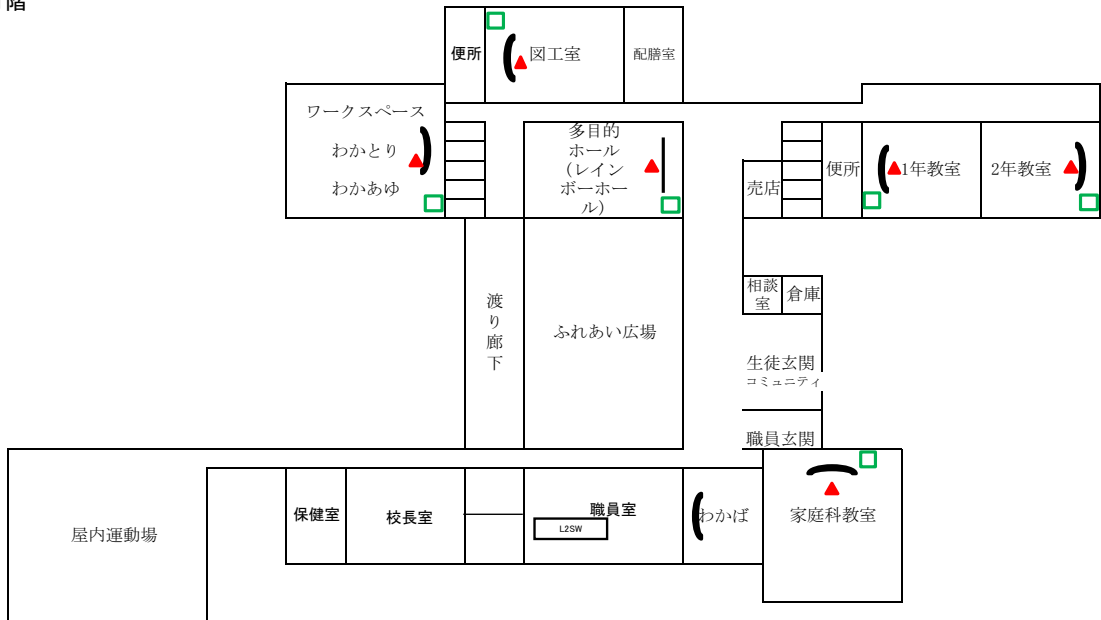 階
便所
図工室
配膳室
ワークスペース
わかとり
わかあゆ
多目的
ホール
(レイン
ボーホー
ル)
売店
便所
1年教室
2年教室
相談
室
倉庫
渡り廊下
ふれあい広場
生徒玄関
コミュニティ
職員玄関
屋内運動場
保健室
校長室
職員室
L2SW
わかば
家庭科教室